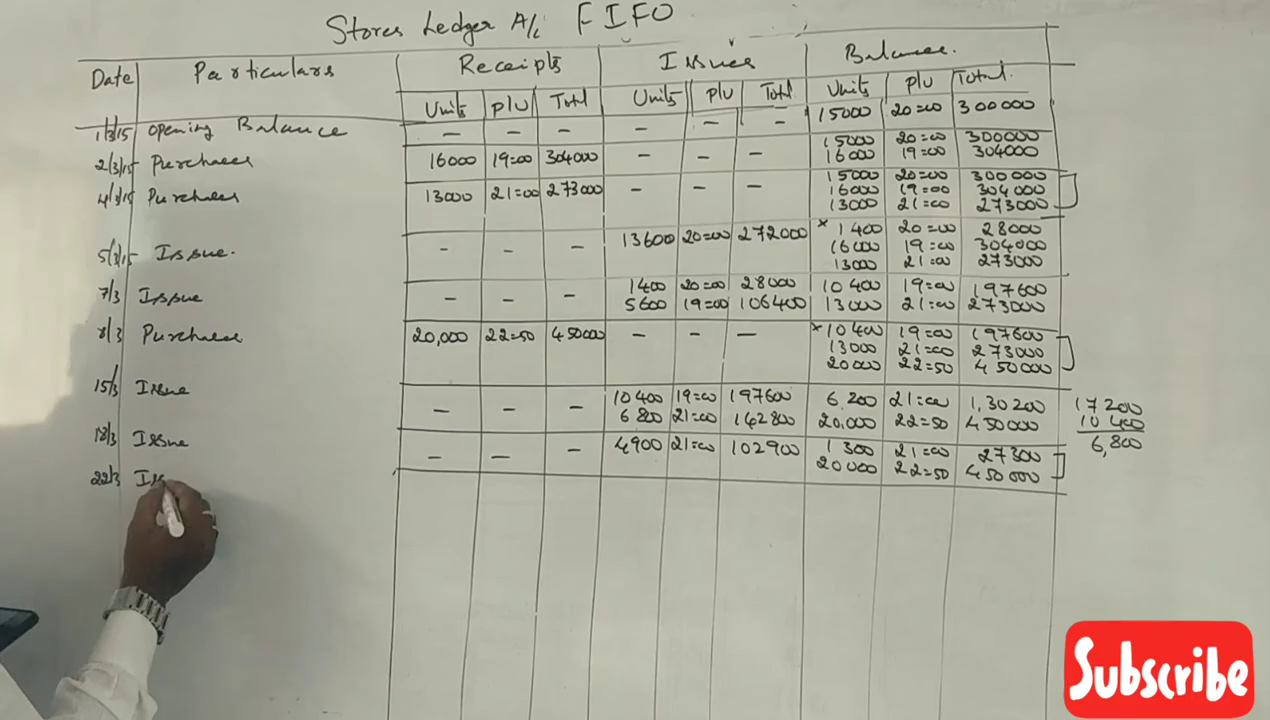 Stores Ledger A/c FIFO
Date Particulars Receipts Issues Balance.
Units P/U Total Units P/U Total Units P/U Total.
1/3/15 Opening Balance — — — — — — 15000 20=00 300000
2/3/15 Purchases 16000 19=00 304000 — — — 15000 20=00 300000
16000 19=00 304000
4/3/15 Purchases 13000 21=00 273000 — — — 15000 20=00 300000
16000 19=00 304000
13000 21=00 273000
5/3/15 Issue. — — — 13600 20=00 272000 * 1400 20=00 28000
16000 19=00 304000
13000 21=00 273000
7/3 Issue — — — 1400 20=00 28000 10400 19=00 197600
5600 19=00 106400 13000 21=00 273000
8/3 Purchases 20,000 22=50 450000 — — — *10400 19=00 197600
13000 21=00 273000
20000 22=50 450000
15/3 Issue — — — 10400 19=00 197600 6200 21=00 1,30200 17200
6800 21=00 142800 20,000 22=50 450000 10400
6,800
18/3 Issue — — — 4900 21=00 102900 1300 21=00 27300
20000 22=50 450000
22/3 Iss
Subscribe